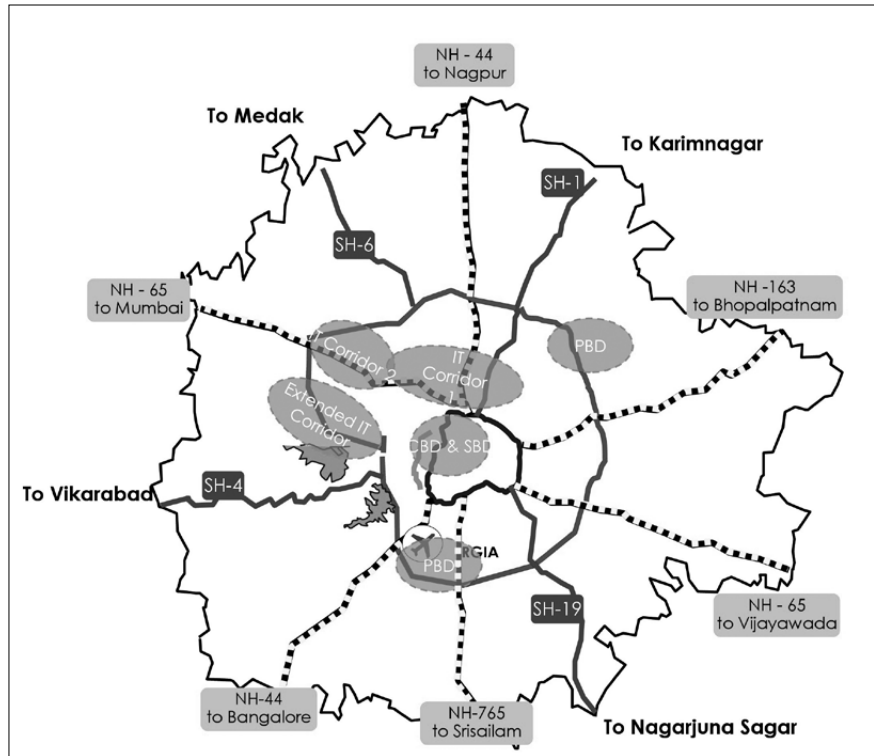 NH - 44
to Nagpur
To Medak
To Karimnagar
SH-1
SH-6
NH -163
to Bhopalpatnam
NH - 65
to Mumbai
IT Corridor 2
IT
Corridor
1
PBD
Extended IT
Corridor
CBD & SBD
To Vikarabad
SH-4
RGIA
PBD
SH-19
NH - 65
to Vijayawada
NH-44
to Bangalore
NH-765
to Srisailam
To Nagarjuna Sagar